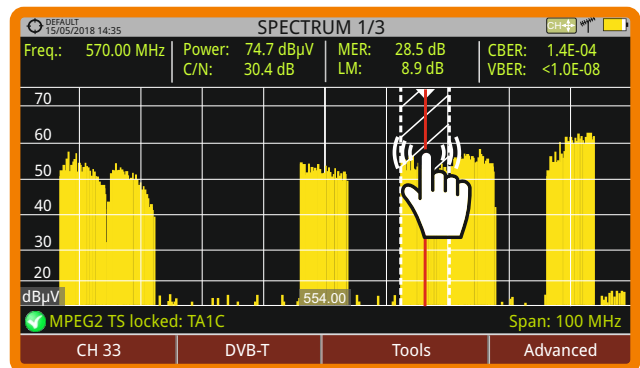 DEFAULT
15/05/2018 14:35
SPECTRUM 1/3
CH
Freq.: 570.00 MHz Power: 74.7 dBµV MER: 28.5 dB CBER: 1.4E-04
C/N: 30.4 dB LM: 8.9 dB VBER: <1.0E-08
70
60
50
40
30
20
dBµV 554.00
MPEG2 TS locked: TA1C Span: 100 MHz
CH 33 DVB-T Tools Advanced